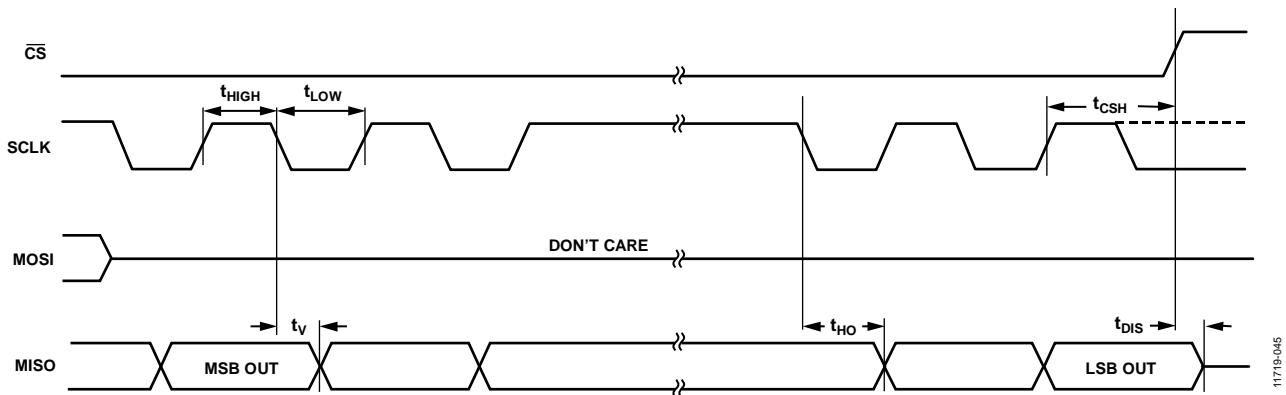 CS
tHIGH
tLOW
tCSH
SCLK
MOSI
DON'T CARE
tV
tHO
tDIS
MISO
MSB OUT
LSB OUT
11719-045